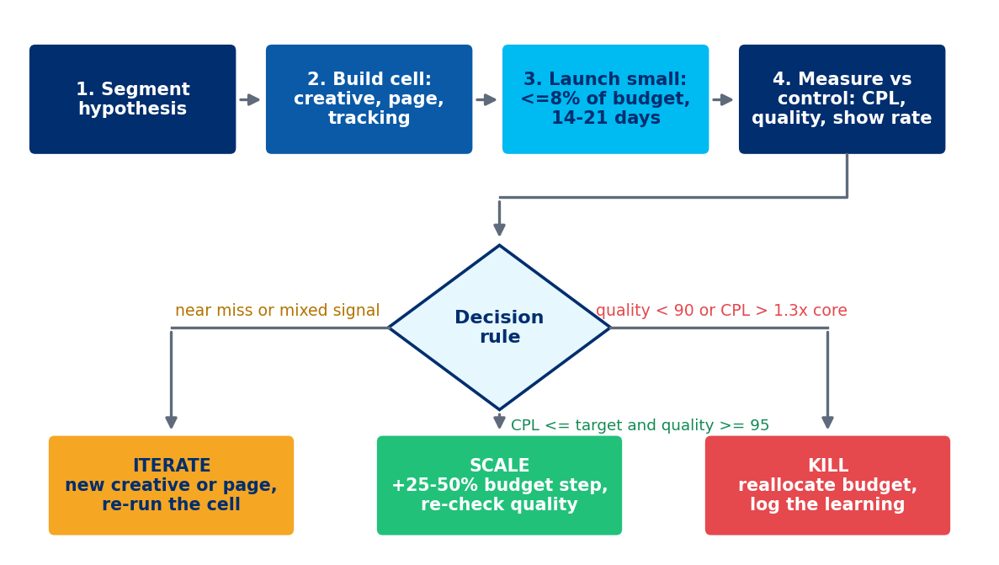 1. Segment
hypothesis
2. Build cell:
creative, page,
tracking
3. Launch small:
<=8% of budget,
14-21 days
4. Measure vs
control: CPL,
quality, show rate
near miss or mixed signal
Decision
rule
quality < 90 or CPL > 1.3x core
CPL <= target and quality >= 95
ITERATE
new creative or page,
re-run the cell
SCALE
+25-50% budget step,
re-check quality
KILL
reallocate budget,
log the learning